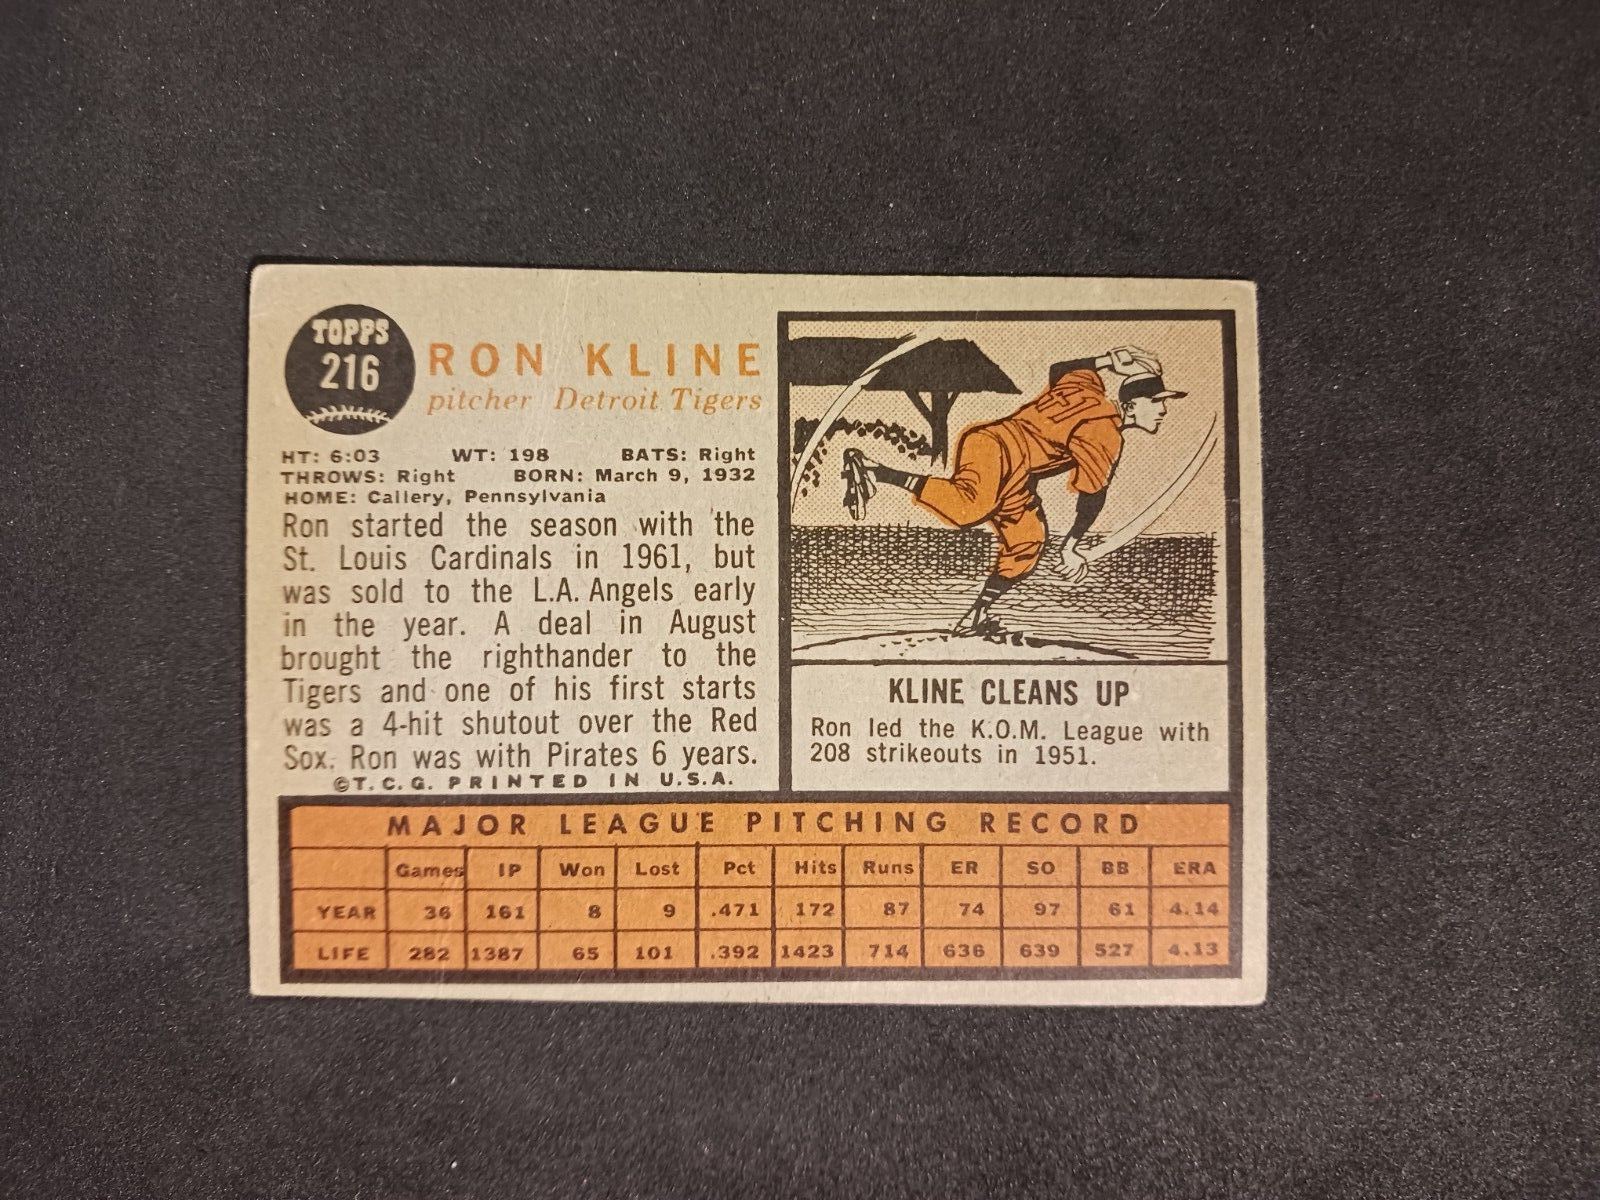 TOPPS
216
RON KLINE
pitcher Detroit Tigers
HT: 6:03 WT: 198 BATS: Right
THROWS: Right BORN: March 9, 1932
HOME: Callery, Pennsylvania
Ron started the season with the
St. Louis Cardinals in 1961, but
was sold to the L.A. Angels early
in the year. A deal in August
brought the righthander to the
Tigers and one of his first starts
was a 4-hit shutout over the Red
Sox. Ron was with Pirates 6 years.
©T.C.G. PRINTED IN U.S.A.
KLINE CLEANS UP
Ron led the K.O.M. League with
208 strikeouts in 1951.
MAJOR LEAGUE PITCHING RECORD
Games IP Won Lost Pct Hits Runs ER SO BB ERA
YEAR 36 161 8 9 .471 172 87 74 97 61 4.14
LIFE 282 1387 65 101 .392 1423 714 636 639 527 4.13